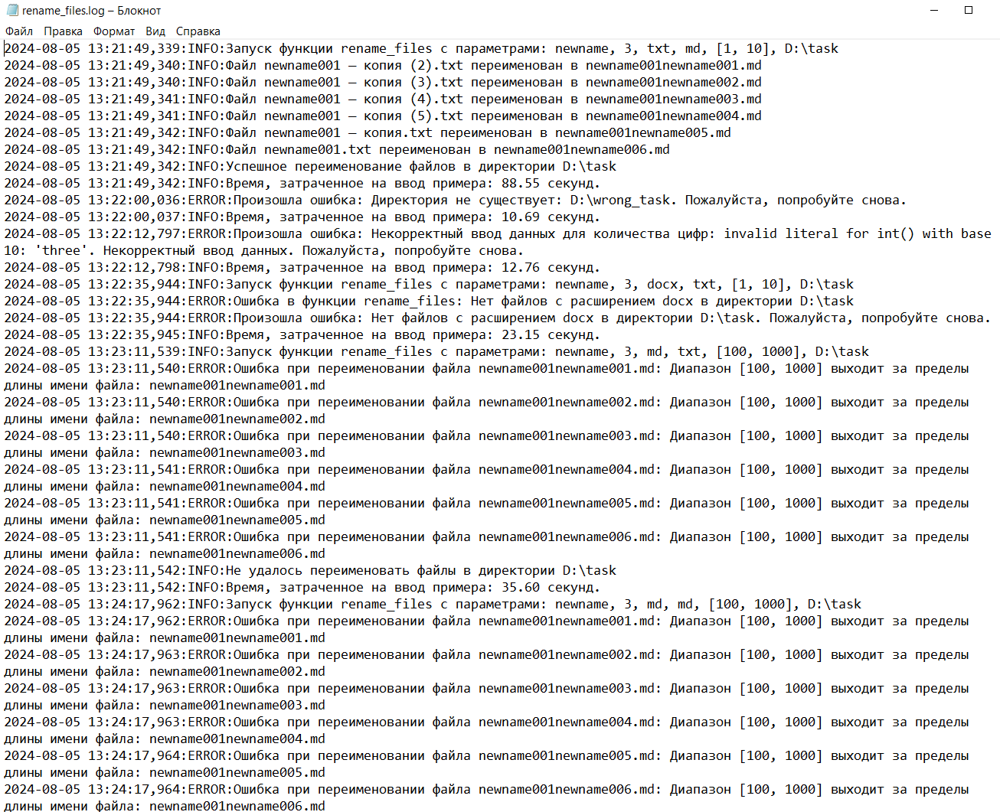 rename_files.log – Блокнот
Файл Правка Формат Вид Справка
2024-08-05 13:21:49,339:INFO:Запуск функции rename_files с параметрами: newname, 3, txt, md, [1, 10], D:\task
2024-08-05 13:21:49,340:INFO:Файл newname001 – копия (2).txt переименован в newname001newname001.md
2024-08-05 13:21:49,340:INFO:Файл newname001 – копия (3).txt переименован в newname001newname002.md
2024-08-05 13:21:49,341:INFO:Файл newname001 – копия (4).txt переименован в newname001newname003.md
2024-08-05 13:21:49,341:INFO:Файл newname001 – копия (5).txt переименован в newname001newname004.md
2024-08-05 13:21:49,342:INFO:Файл newname001 – копия.txt переименован в newname001newname005.md
2024-08-05 13:21:49,342:INFO:Файл newname001.txt переименован в newname001newname006.md
2024-08-05 13:21:49,342:INFO:Успешное переименование файлов в директории D:\task
2024-08-05 13:21:49,342:INFO:Время, затраченное на ввод примера: 88.55 секунд.
2024-08-05 13:22:00,036:ERROR:Произошла ошибка: Директория не существует: D:\wrong_task. Пожалуйста, попробуйте снова.
2024-08-05 13:22:00,037:INFO:Время, затраченное на ввод примера: 10.69 секунд.
2024-08-05 13:22:12,797:ERROR:Произошла ошибка: Некорректный ввод данных для количества цифр: invalid literal for int() with base
10: 'three'. Некорректный ввод данных. Пожалуйста, попробуйте снова.
2024-08-05 13:22:12,798:INFO:Время, затраченное на ввод примера: 12.76 секунд.
2024-08-05 13:22:35,944:INFO:Запуск функции rename_files с параметрами: newname, 3, docx, txt, [1, 10], D:\task
2024-08-05 13:22:35,944:ERROR:Ошибка в функции rename_files: Нет файлов с расширением docx в директории D:\task
2024-08-05 13:22:35,944:ERROR:Произошла ошибка: Нет файлов с расширением docx в директории D:\task. Пожалуйста, попробуйте снова.
2024-08-05 13:22:35,945:INFO:Время, затраченное на ввод примера: 23.15 секунд.
2024-08-05 13:23:11,539:INFO:Запуск функции rename_files с параметрами: newname, 3, md, txt, [100, 1000], D:\task
2024-08-05 13:23:11,540:ERROR:Ошибка при переименовании файла newname001newname001.md: Диапазон [100, 1000] выходит за пределы
длины имени файла: newname001newname001.md
2024-08-05 13:23:11,540:ERROR:Ошибка при переименовании файла newname001newname002.md: Диапазон [100, 1000] выходит за пределы
длины имени файла: newname001newname002.md
2024-08-05 13:23:11,540:ERROR:Ошибка при переименовании файла newname001newname003.md: Диапазон [100, 1000] выходит за пределы
длины имени файла: newname001newname003.md
2024-08-05 13:23:11,541:ERROR:Ошибка при переименовании файла newname001newname004.md: Диапазон [100, 1000] выходит за пределы
длины имени файла: newname001newname004.md
2024-08-05 13:23:11,541:ERROR:Ошибка при переименовании файла newname001newname005.md: Диапазон [100, 1000] выходит за пределы
длины имени файла: newname001newname005.md
2024-08-05 13:23:11,541:ERROR:Ошибка при переименовании файла newname001newname006.md: Диапазон [100, 1000] выходит за пределы
длины имени файла: newname001newname006.md
2024-08-05 13:23:11,542:INFO:Не удалось переименовать файлы в директории D:\task
2024-08-05 13:23:11,542:INFO:Время, затраченное на ввод примера: 35.60 секунд.
2024-08-05 13:24:17,962:INFO:Запуск функции rename_files с параметрами: newname, 3, md, md, [100, 1000], D:\task
2024-08-05 13:24:17,962:ERROR:Ошибка при переименовании файла newname001newname001.md: Диапазон [100, 1000] выходит за пределы
длины имени файла: newname001newname001.md
2024-08-05 13:24:17,963:ERROR:Ошибка при переименовании файла newname001newname002.md: Диапазон [100, 1000] выходит за пределы
длины имени файла: newname001newname002.md
2024-08-05 13:24:17,963:ERROR:Ошибка при переименовании файла newname001newname003.md: Диапазон [100, 1000] выходит за пределы
длины имени файла: newname001newname003.md
2024-08-05 13:24:17,963:ERROR:Ошибка при переименовании файла newname001newname004.md: Диапазон [100, 1000] выходит за пределы
длины имени файла: newname001newname004.md
2024-08-05 13:24:17,964:ERROR:Ошибка при переименовании файла newname001newname005.md: Диапазон [100, 1000] выходит за пределы
длины имени файла: newname001newname005.md
2024-08-05 13:24:17,964:ERROR:Ошибка при переименовании файла newname001newname006.md: Диапазон [100, 1000] выходит за пределы
длины имени файла: newname001newname006.md